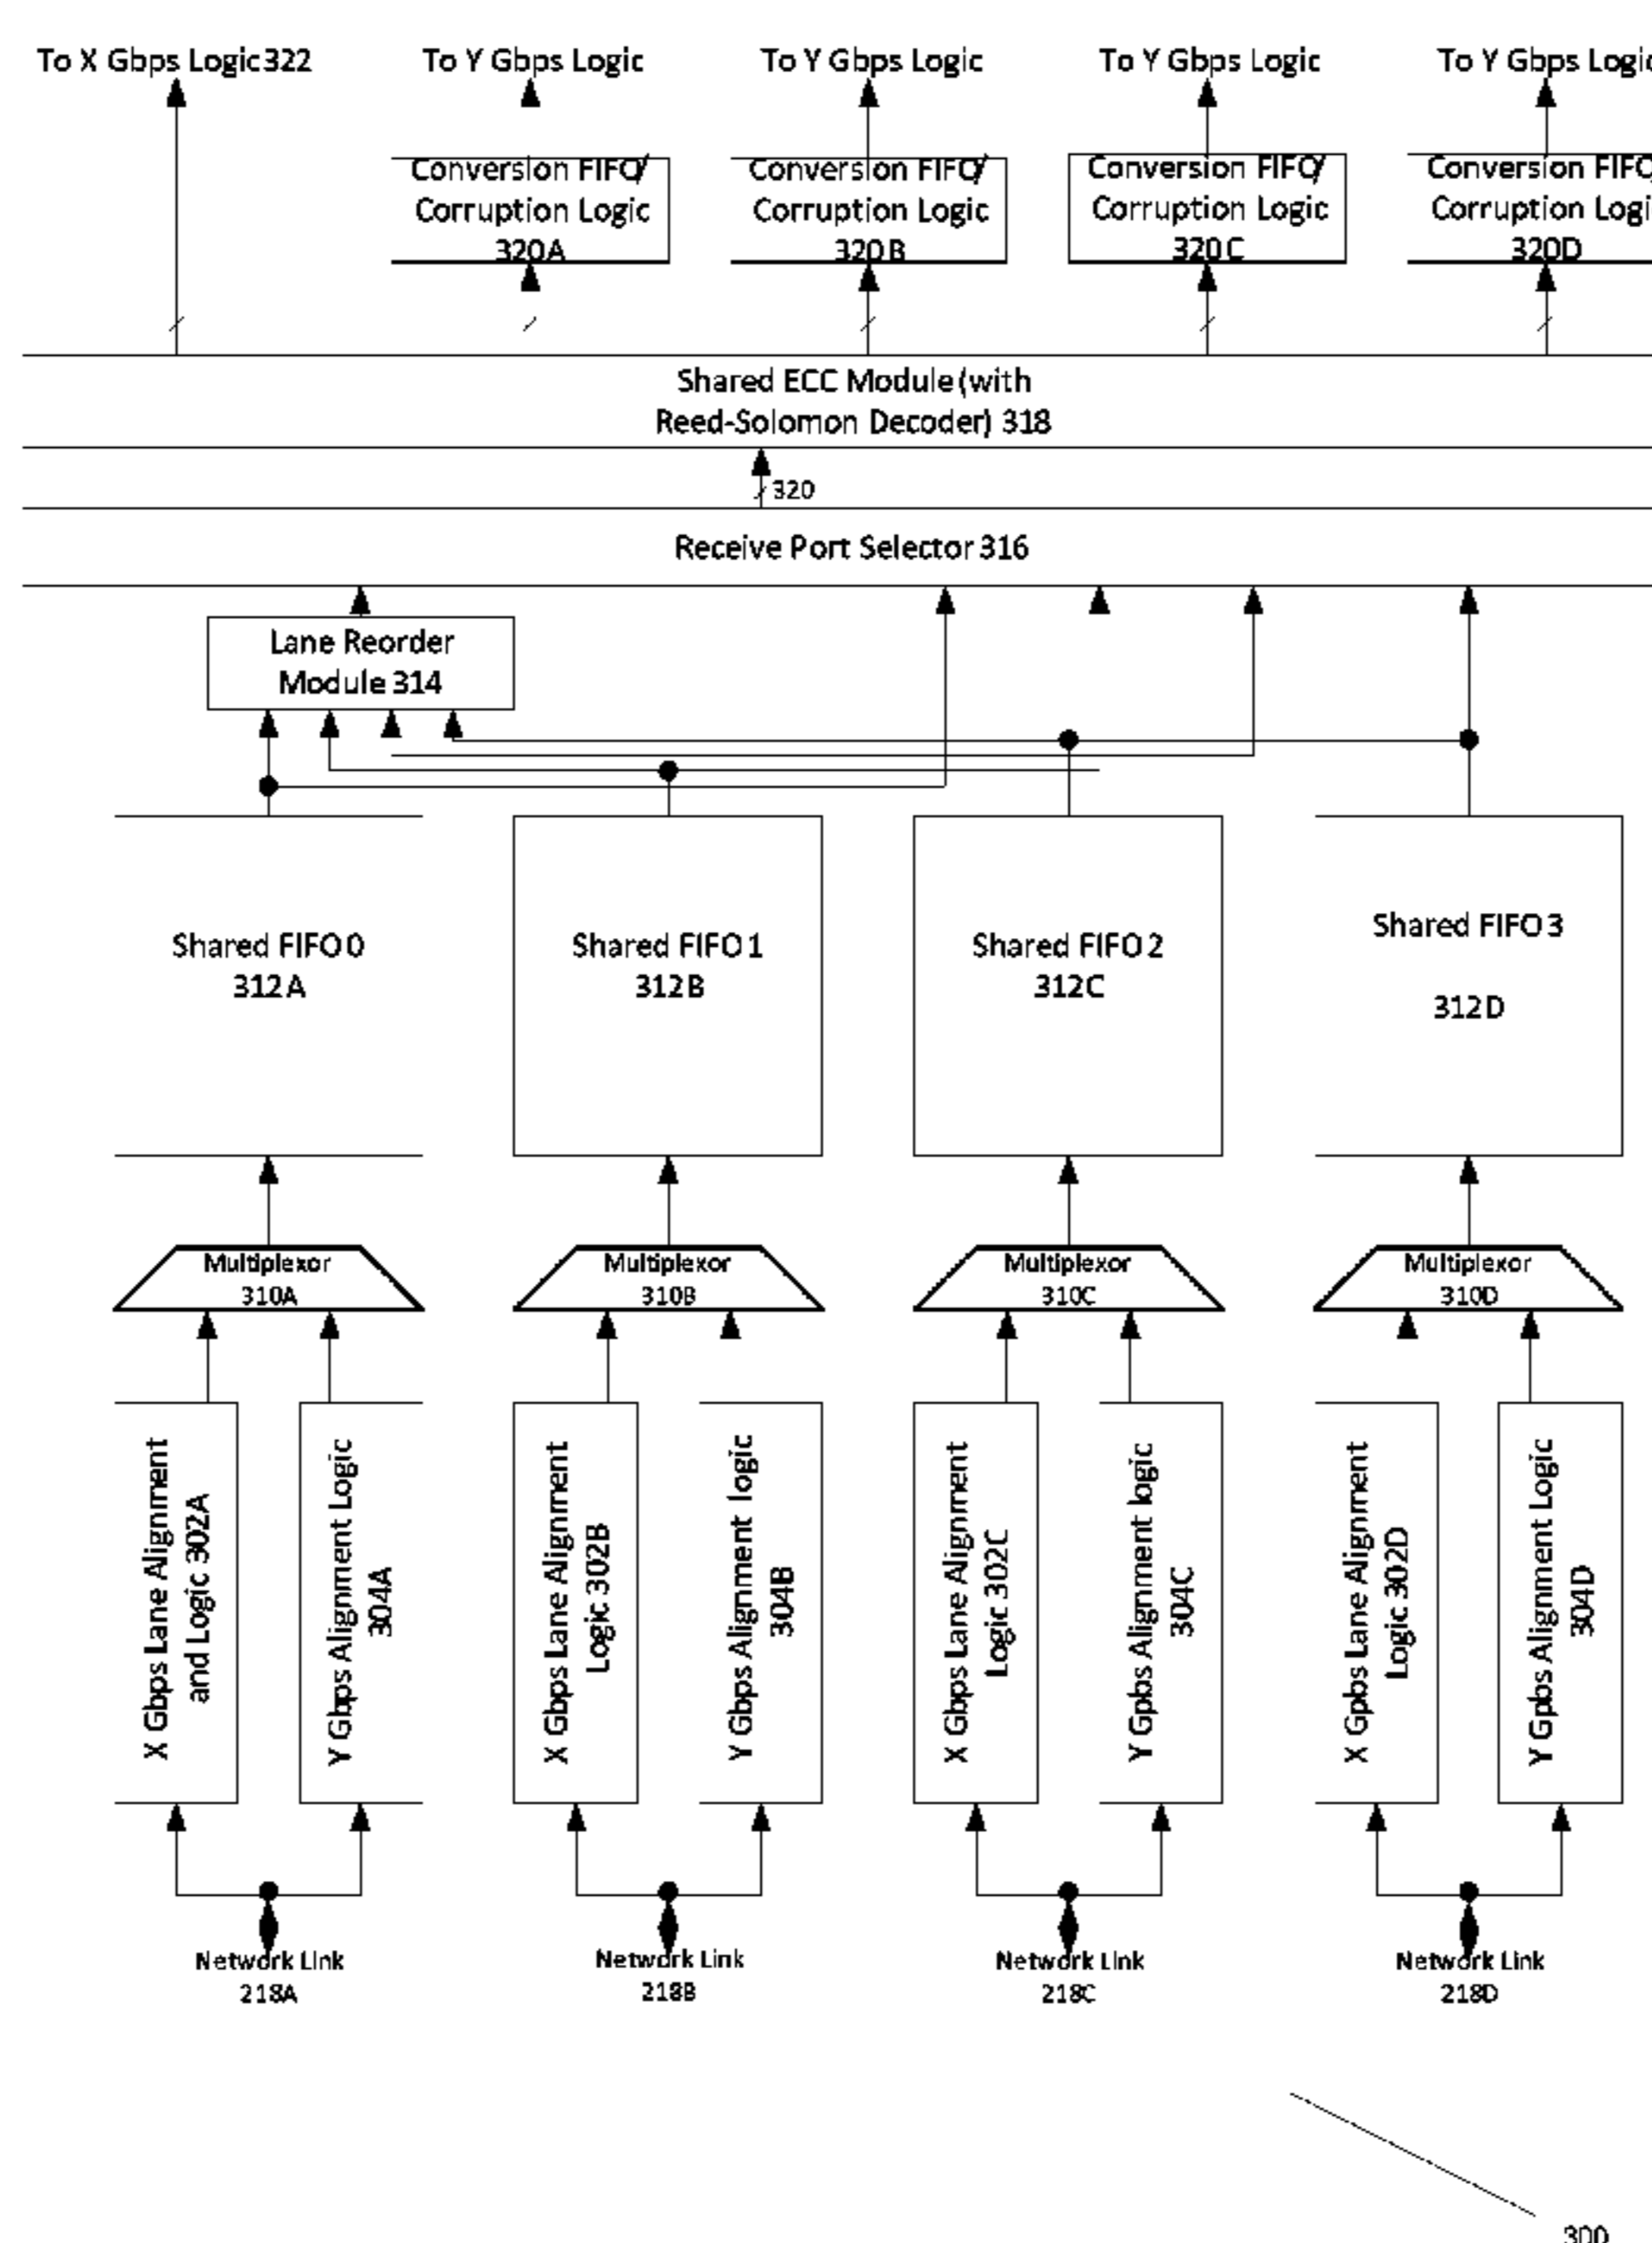 To X Gbps Logic 322
To Y Gbps Logic
To Y Gbps Logic
To Y Gbps Logic
To Y Gbps Logic
Conversion FIFO/
Corruption Logic
320A
Conversion FIFO/
Corruption Logic
320B
Conversion FIFO/
Corruption Logic
320C
Conversion FIFO/
Corruption Logi
320D
Shared ECC Module (with
Reed-Solomon Decoder) 318
320
Receive Port Selector 316
Lane Reorder
Module 314
Shared FIFO 0
312A
Shared FIFO 1
312B
Shared FIFO 2
312C
Shared FIFO 3
312D
Multiplexor
310A
Multiplexor
310B
Multiplexor
310C
Multiplexor
310D
X Gbps Lane Alignment
and Logic 302A
Y Gbps Alignment Logic
304A
X Gbps Lane Alignment
Logic 302B
Y Gbps Alignment logic
304B
X Gbps Lane Alignment
Logic 302C
Y Gpbs Alignment logic
304C
X Gpbs Lane Alignment
Logic 302D
Y Gpbs Alignment Logic
304D
Network Link
218A
Network Link
218B
Network Link
218C
Network Link
218D
300